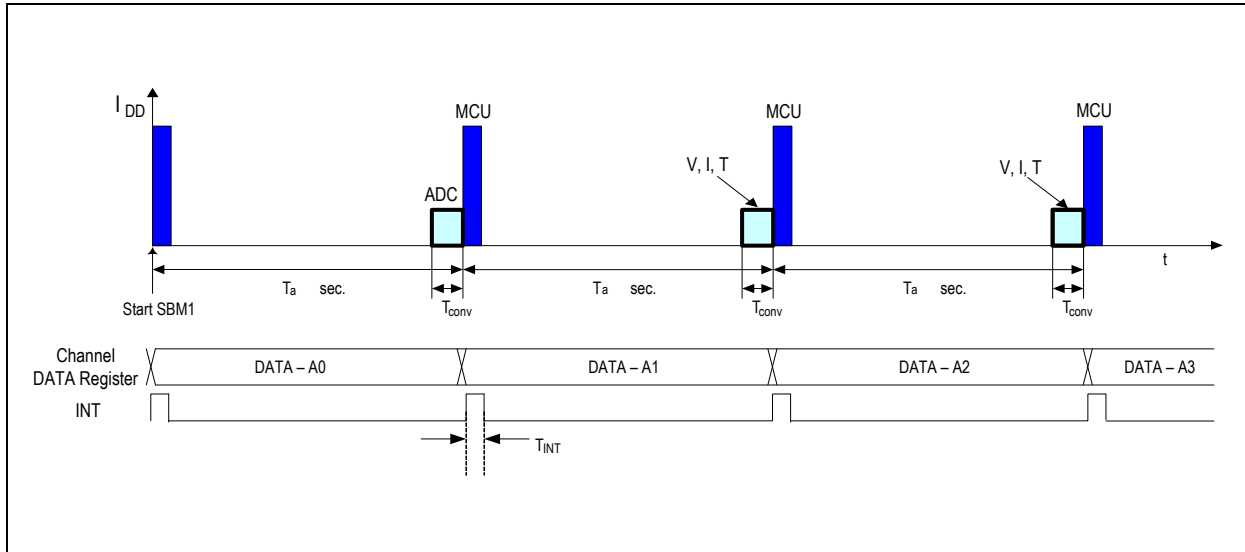 I DD
MCU
MCU
MCU
V, I, T
V, I, T
ADC
t
Ta sec.
Ta sec.
Ta sec.
Start SBM1
Tconv
Tconv
Tconv
Channel
DATA Register
DATA – A0
DATA – A1
DATA – A2
DATA – A3
INT
TINT